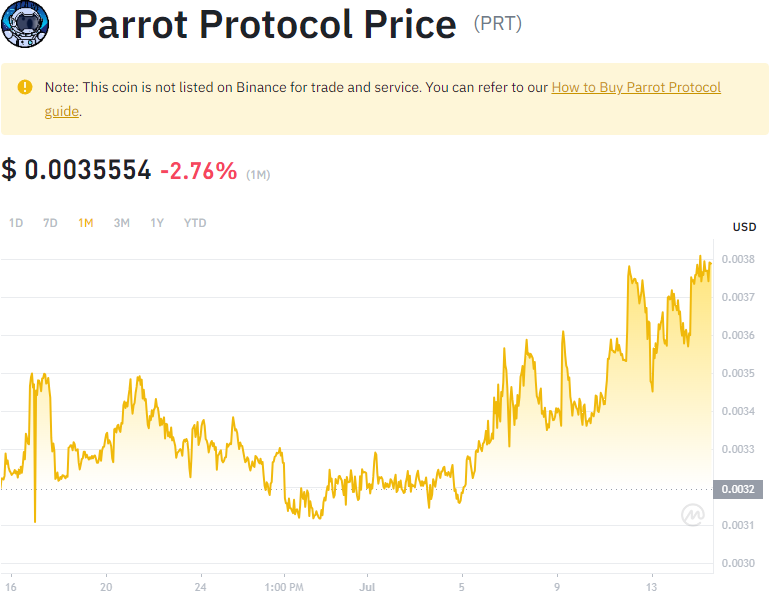 Parrot Protocol Price (PRT)
Note: This coin is not listed on Binance for trade and service. You can refer to our How to Buy Parrot Protocol
guide.
$ 0.0035554 -2.76% (1M)
1D 7D 1M 3M 1Y YTD
USD
0.0038
0.0037
0.0036
0.0035
0.0034
0.0033
0.0032
0.0031
0.0030
16 20 24 1:00 PM Jul 5 9 13